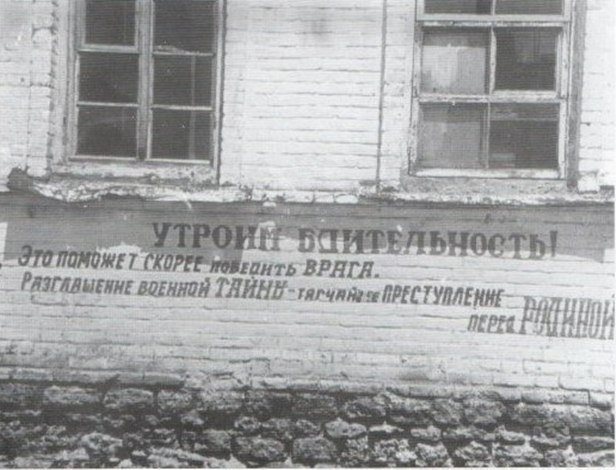 УТРОИМ БДИТЕЛЬНОСТЬ!
ЭТО ПОМОЖЕТ СКОРЕЕ ПОБЕДИТЬ ВРАГА.
РАЗГЛАШЕНИЕ ВОЕННОЙ ТАЙНЫ - ТЯГЧАЙШЕЕ ПРЕСТУПЛЕНИЕ
ПЕРЕД РОДИНОЙ